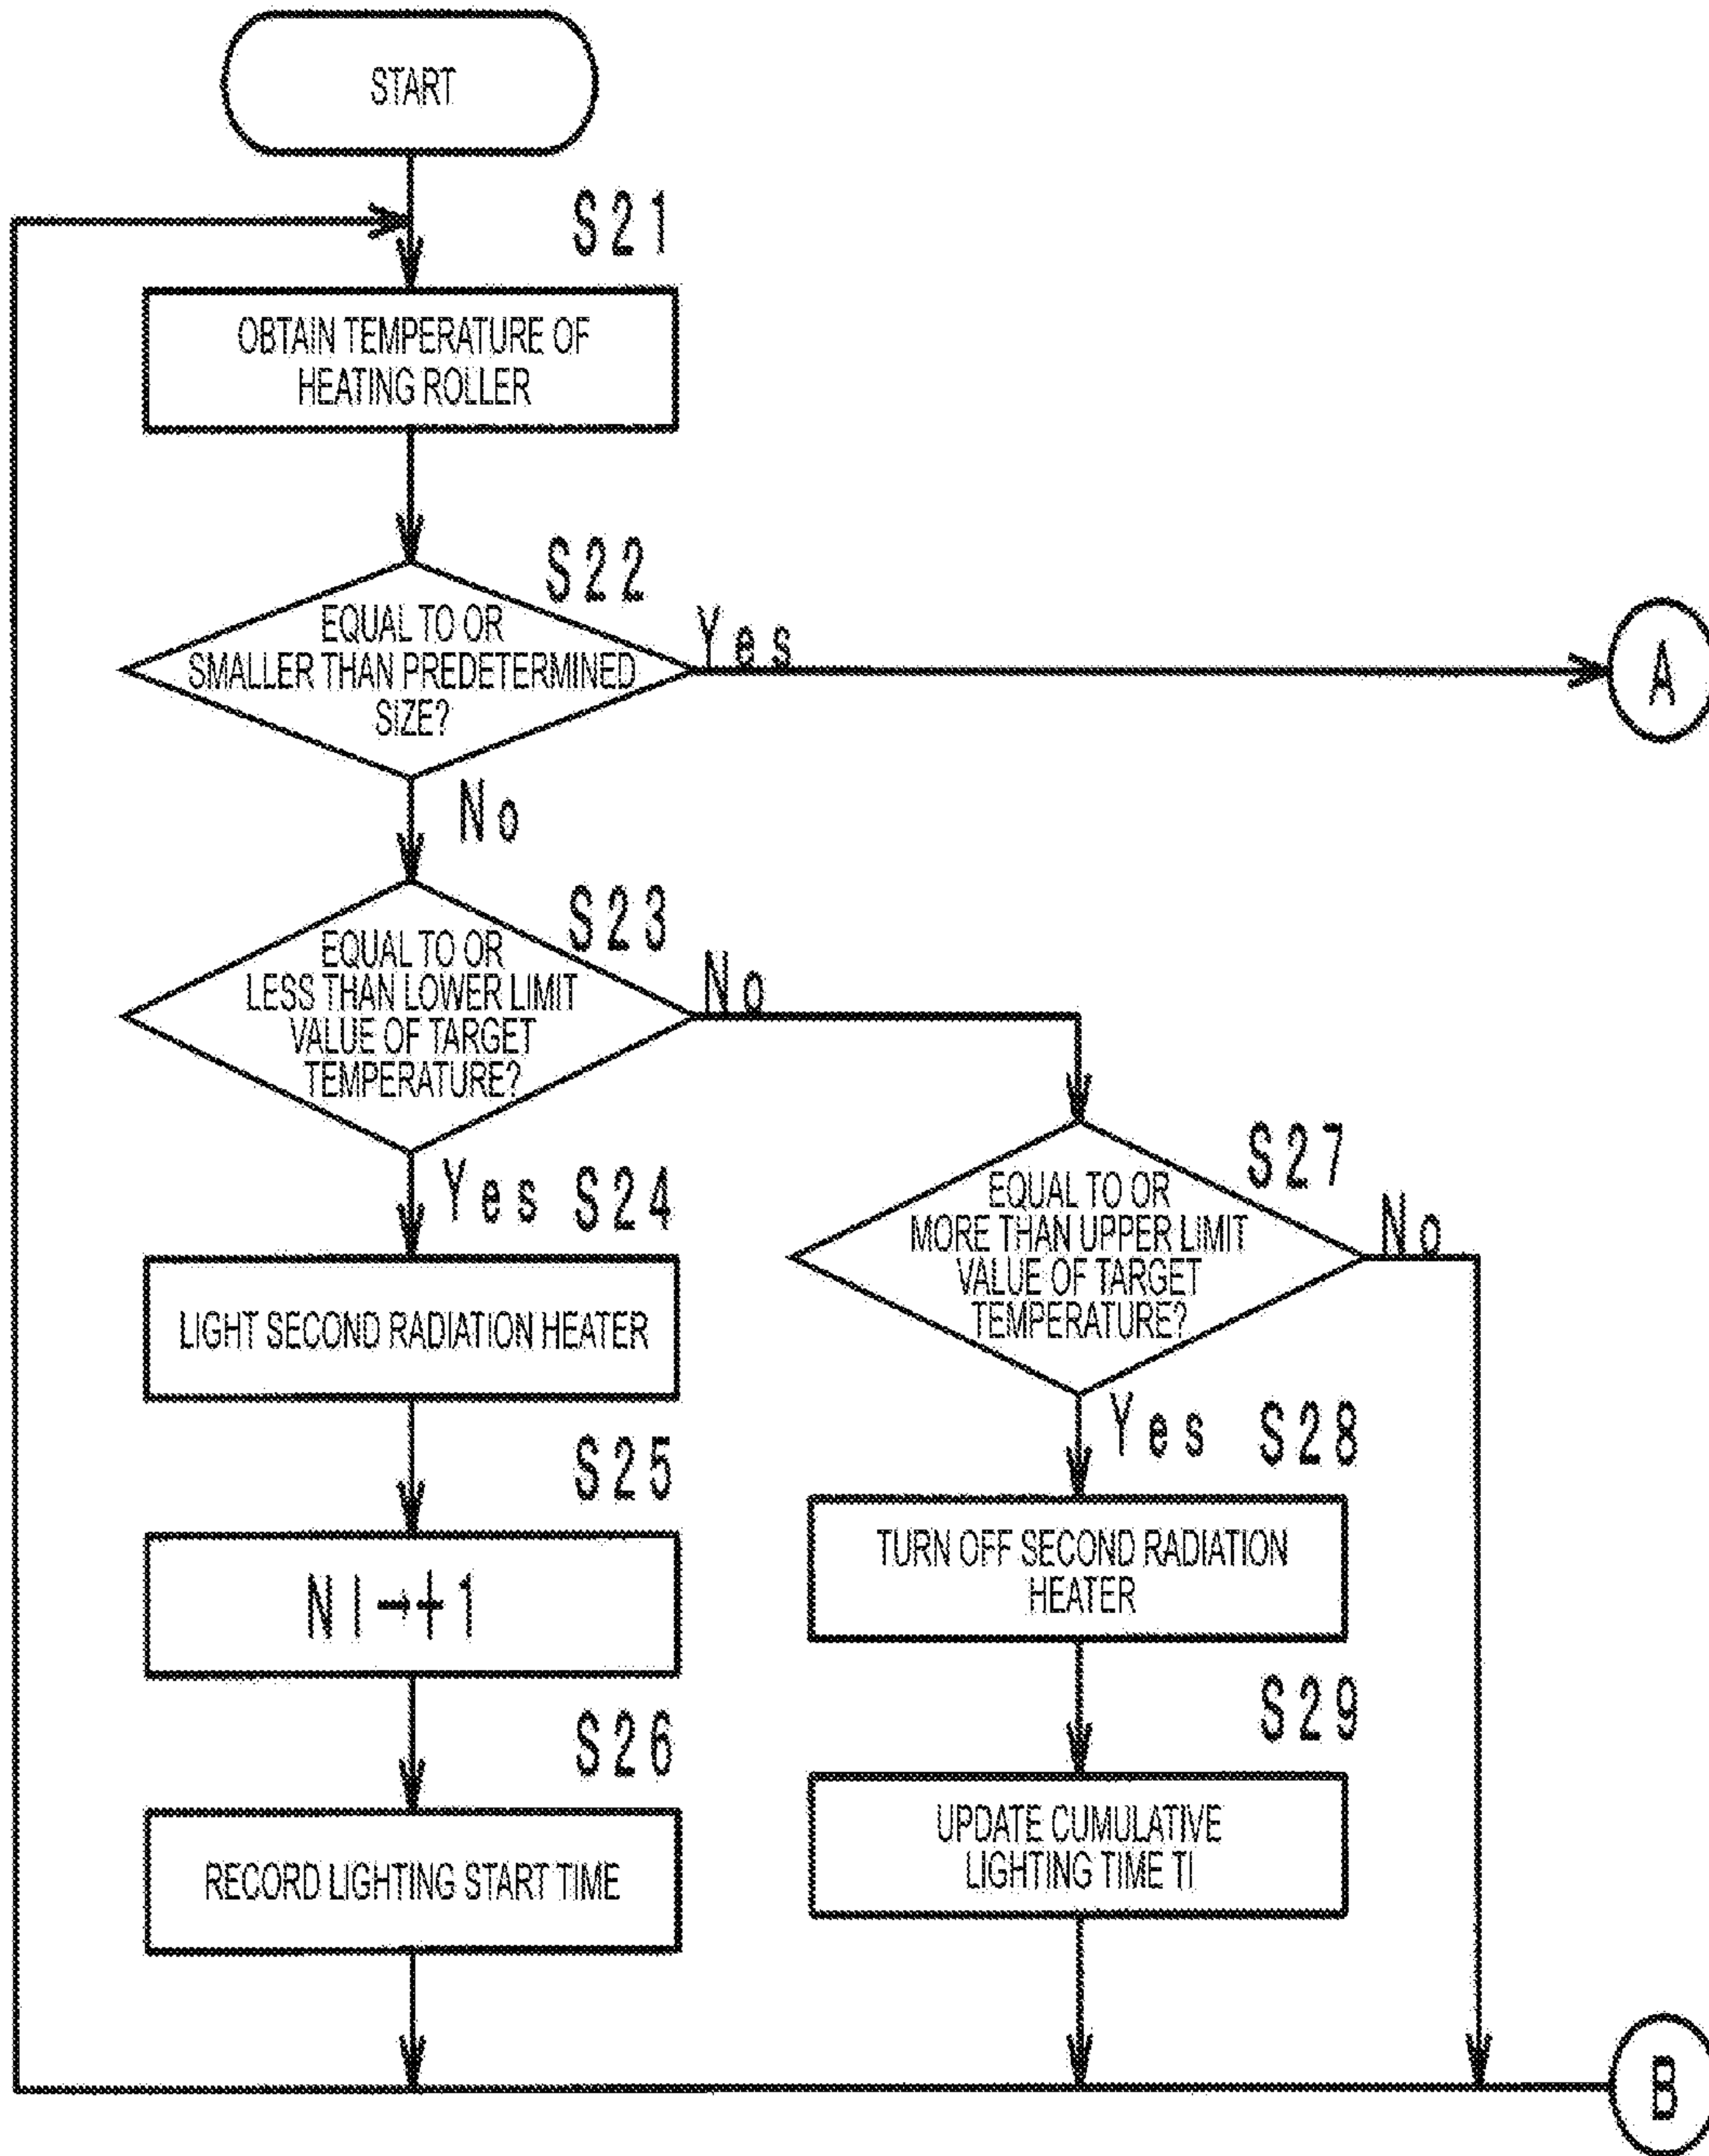 START
S21
OBTAIN TEMPERATURE OF
HEATING ROLLER
S22
EQUAL TO OR
SMALLER THAN PREDETERMINED
SIZE?
Yes
A
No
S23
EQUAL TO OR
LESS THAN LOWER LIMIT
VALUE OF TARGET
TEMPERATURE?
No
Yes S24
LIGHT SECOND RADIATION HEATER
S25
Nl→+1
S26
RECORD LIGHTING START TIME
S27
EQUAL TO OR
MORE THAN UPPER LIMIT
VALUE OF TARGET
TEMPERATURE?
No
Yes S28
TURN OFF SECOND RADIATION
HEATER
S29
UPDATE CUMULATIVE
LIGHTING TIME Tl
B